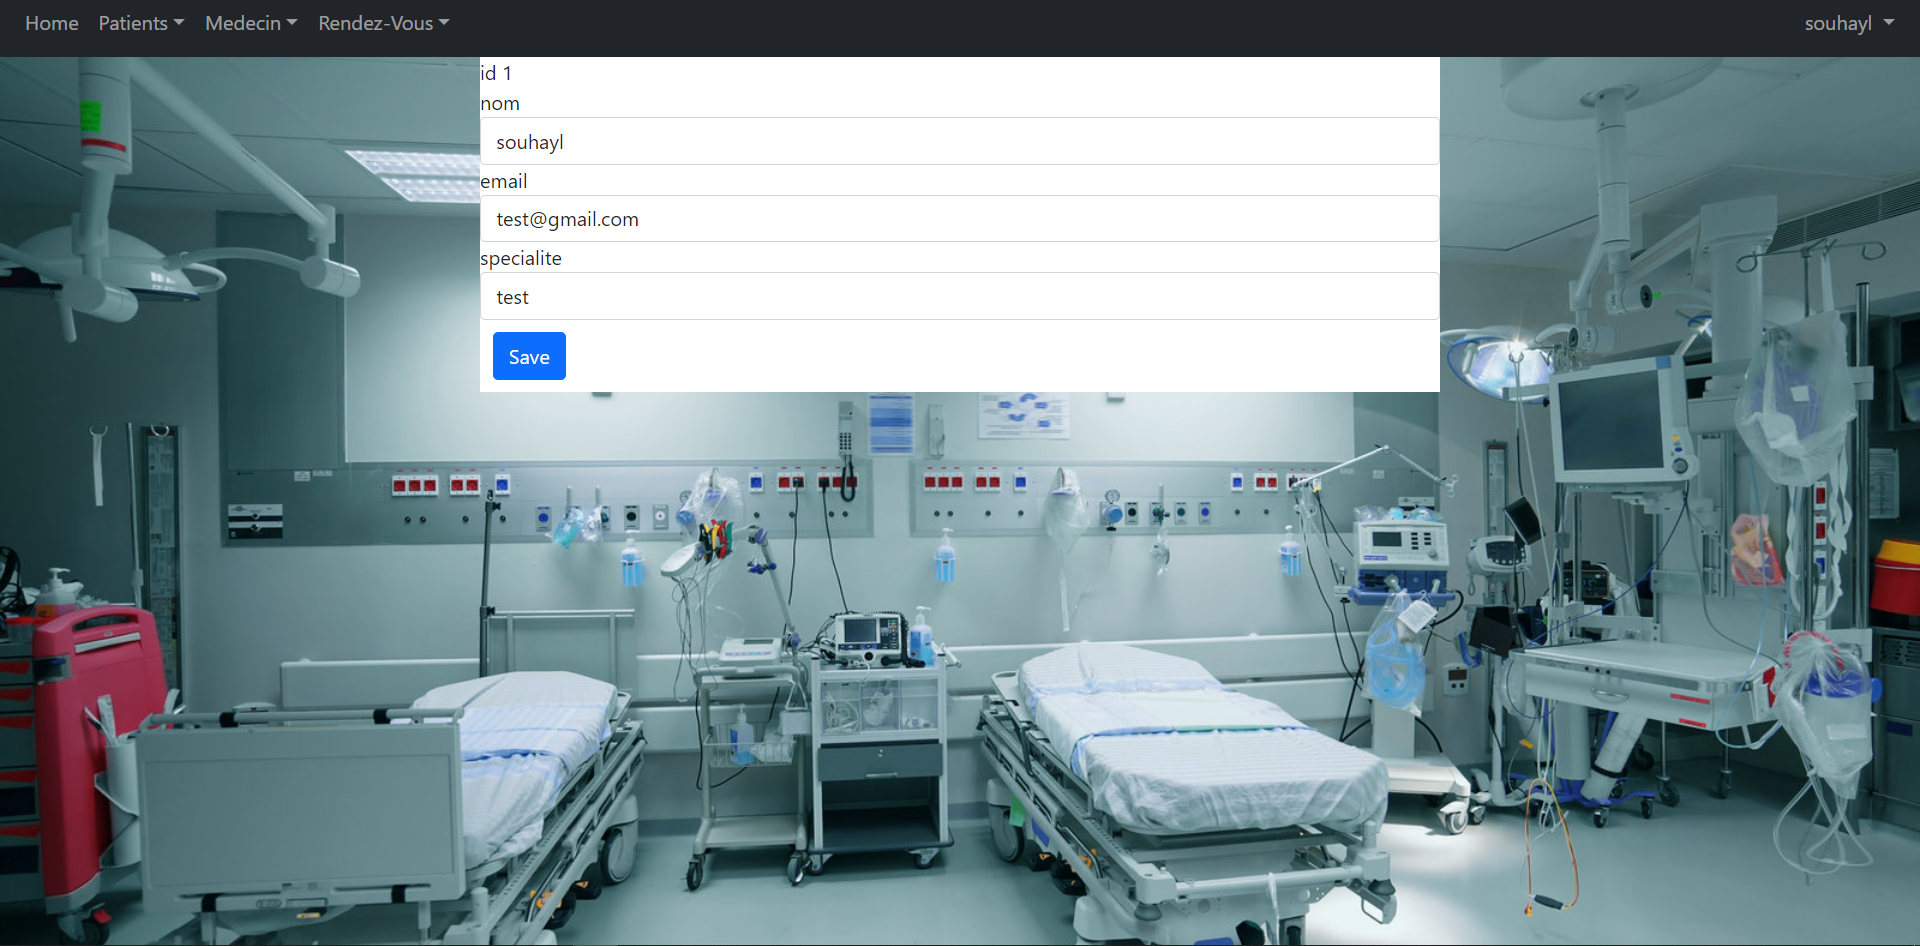 Home Patients Medecin Rendez-Vous souhayl
id 1
nom
souhayl
email
test@gmail.com
specialite
test
Save